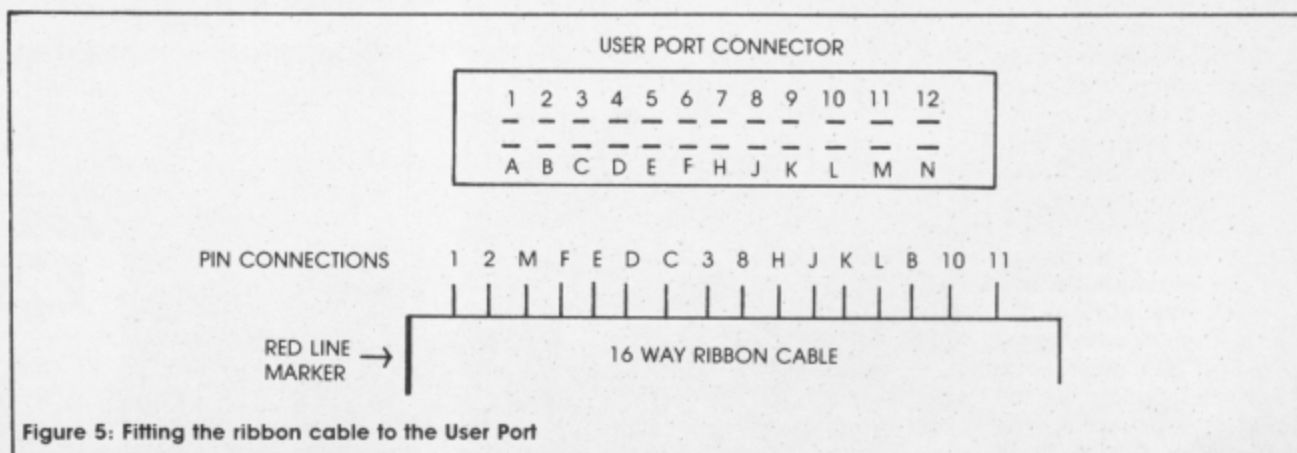 USER PORT CONNECTOR
1 2 3 4 5 6 7 8 9 10 11 12
A B C D E F H J K L M N
PIN CONNECTIONS 1 2 M F E D C 3 8 H J K L B 10 11
RED LINE
MARKER
16 WAY RIBBON CABLE
Figure 5: Fitting the ribbon cable to the User Port